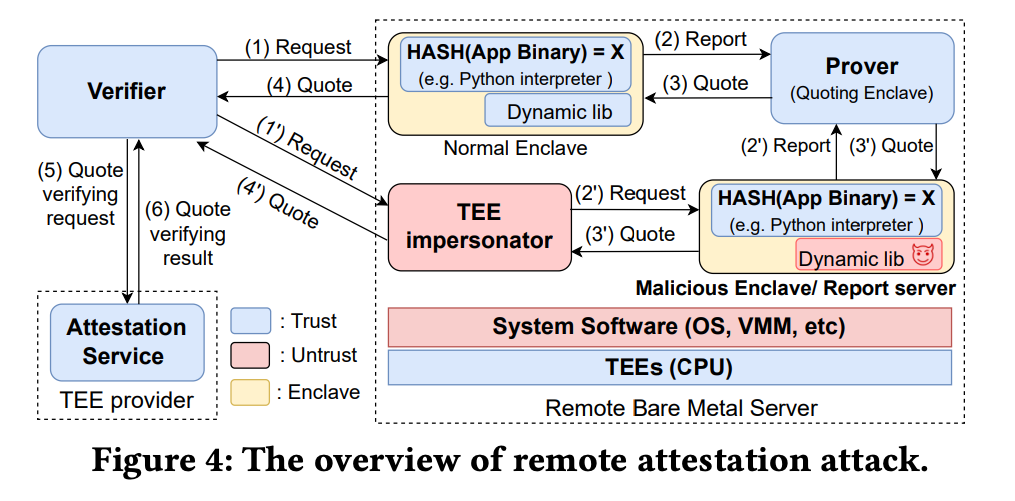 (1) Request
(4) Quote
Verifier
HASH(App Binary) = X
(e.g. Python interpreter )
Dynamic lib
Normal Enclave
(2) Report
(3) Quote
Prover
(Quoting Enclave)
(1') Request
(4') Quote
(2') Report
(3') Quote
TEE
impersonator
(2') Request
(3') Quote
HASH(App Binary) = X
(e.g. Python interpreter )
Dynamic lib
Malicious Enclave/ Report server
(5) Quote
verifying
request
(6) Quote
verifying
result
Attestation
Service
TEE provider
: Trust
: Untrust
: Enclave
System Software (OS, VMM, etc)
TEEs (CPU)
Remote Bare Metal Server
Figure 4: The overview of remote attestation attack.